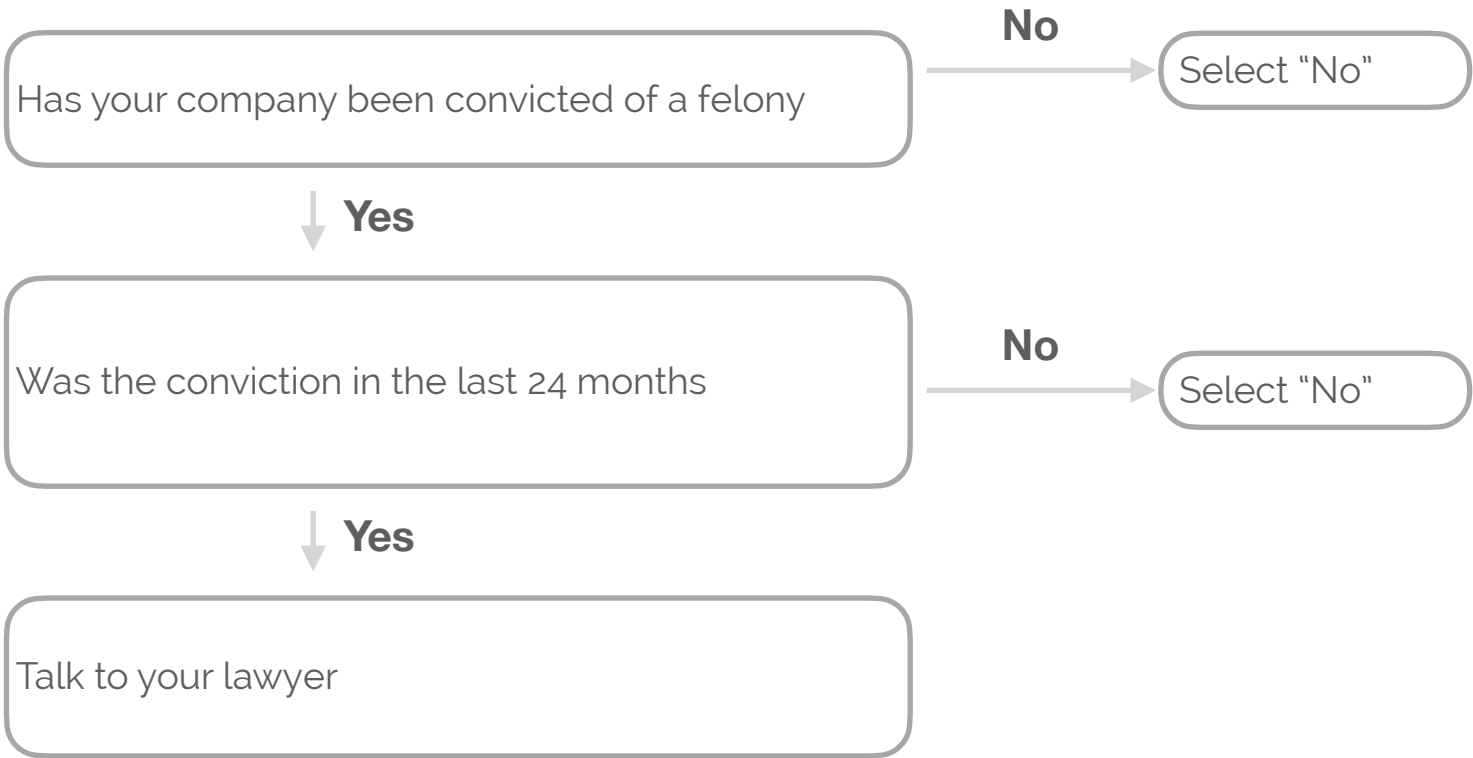 No
Select “No”
Has your company been convicted of a felony
Yes
No
Was the conviction in the last 24 months
Select “No”
Yes
Talk to your lawyer